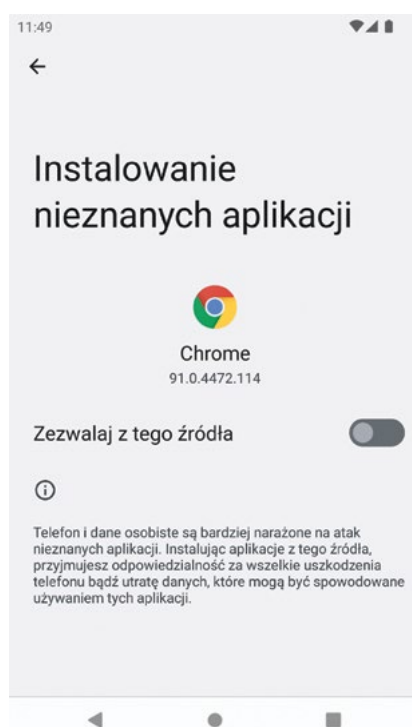 11:49
Instalowanie
nieznanych aplikacji
Chrome
91.0.4472.114
Zezwalaj z tego źródła
Telefon i dane osobiste są bardziej narażone na atak
nieznanych aplikacji. Instalując aplikacje z tego źródła,
przyjmujesz odpowiedzialność za wszelkie uszkodzenia
telefonu bądź utratę danych, które mogą być spowodowane
używaniem tych aplikacji.